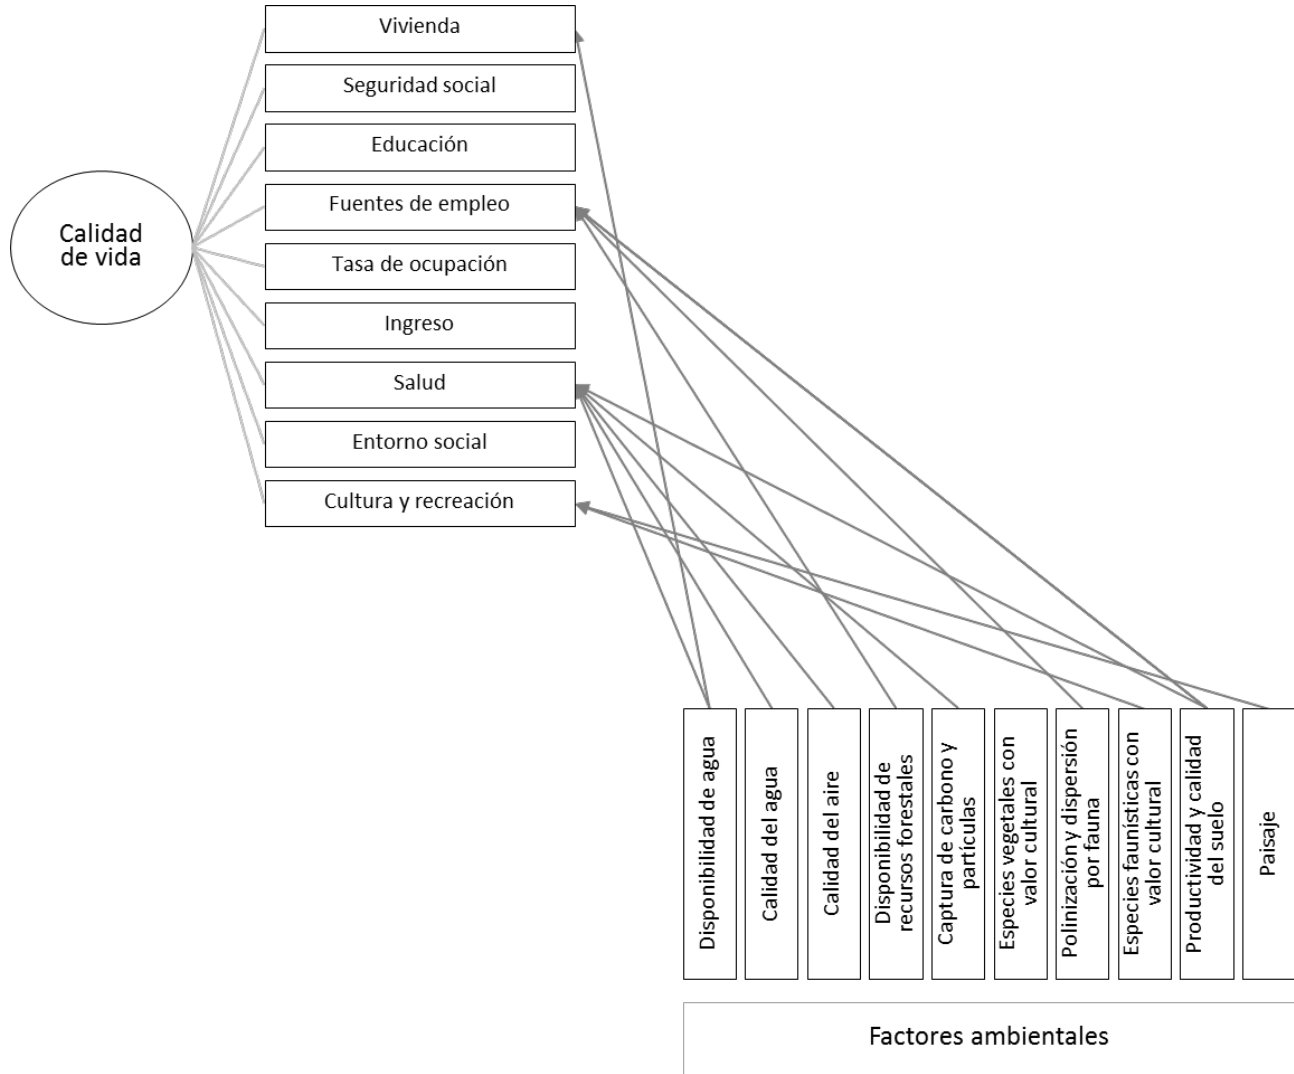 Vivienda
Seguridad social
Educación
Fuentes de empleo
Calidad
de vida
Tasa de ocupación
Ingreso
Salud
Entorno social
Cultura y recreación
Disponibilidad de agua
Calidad del agua
Calidad del aire
Disponibilidad de
recursos forestales
Captura de carbono y
partículas
Especies vegetales con
valor cultural
Polinización y dispersión
por fauna
Especies faunísticas con
valor cultural
Productividad y calidad
del suelo
Paisaje
Factores ambientales